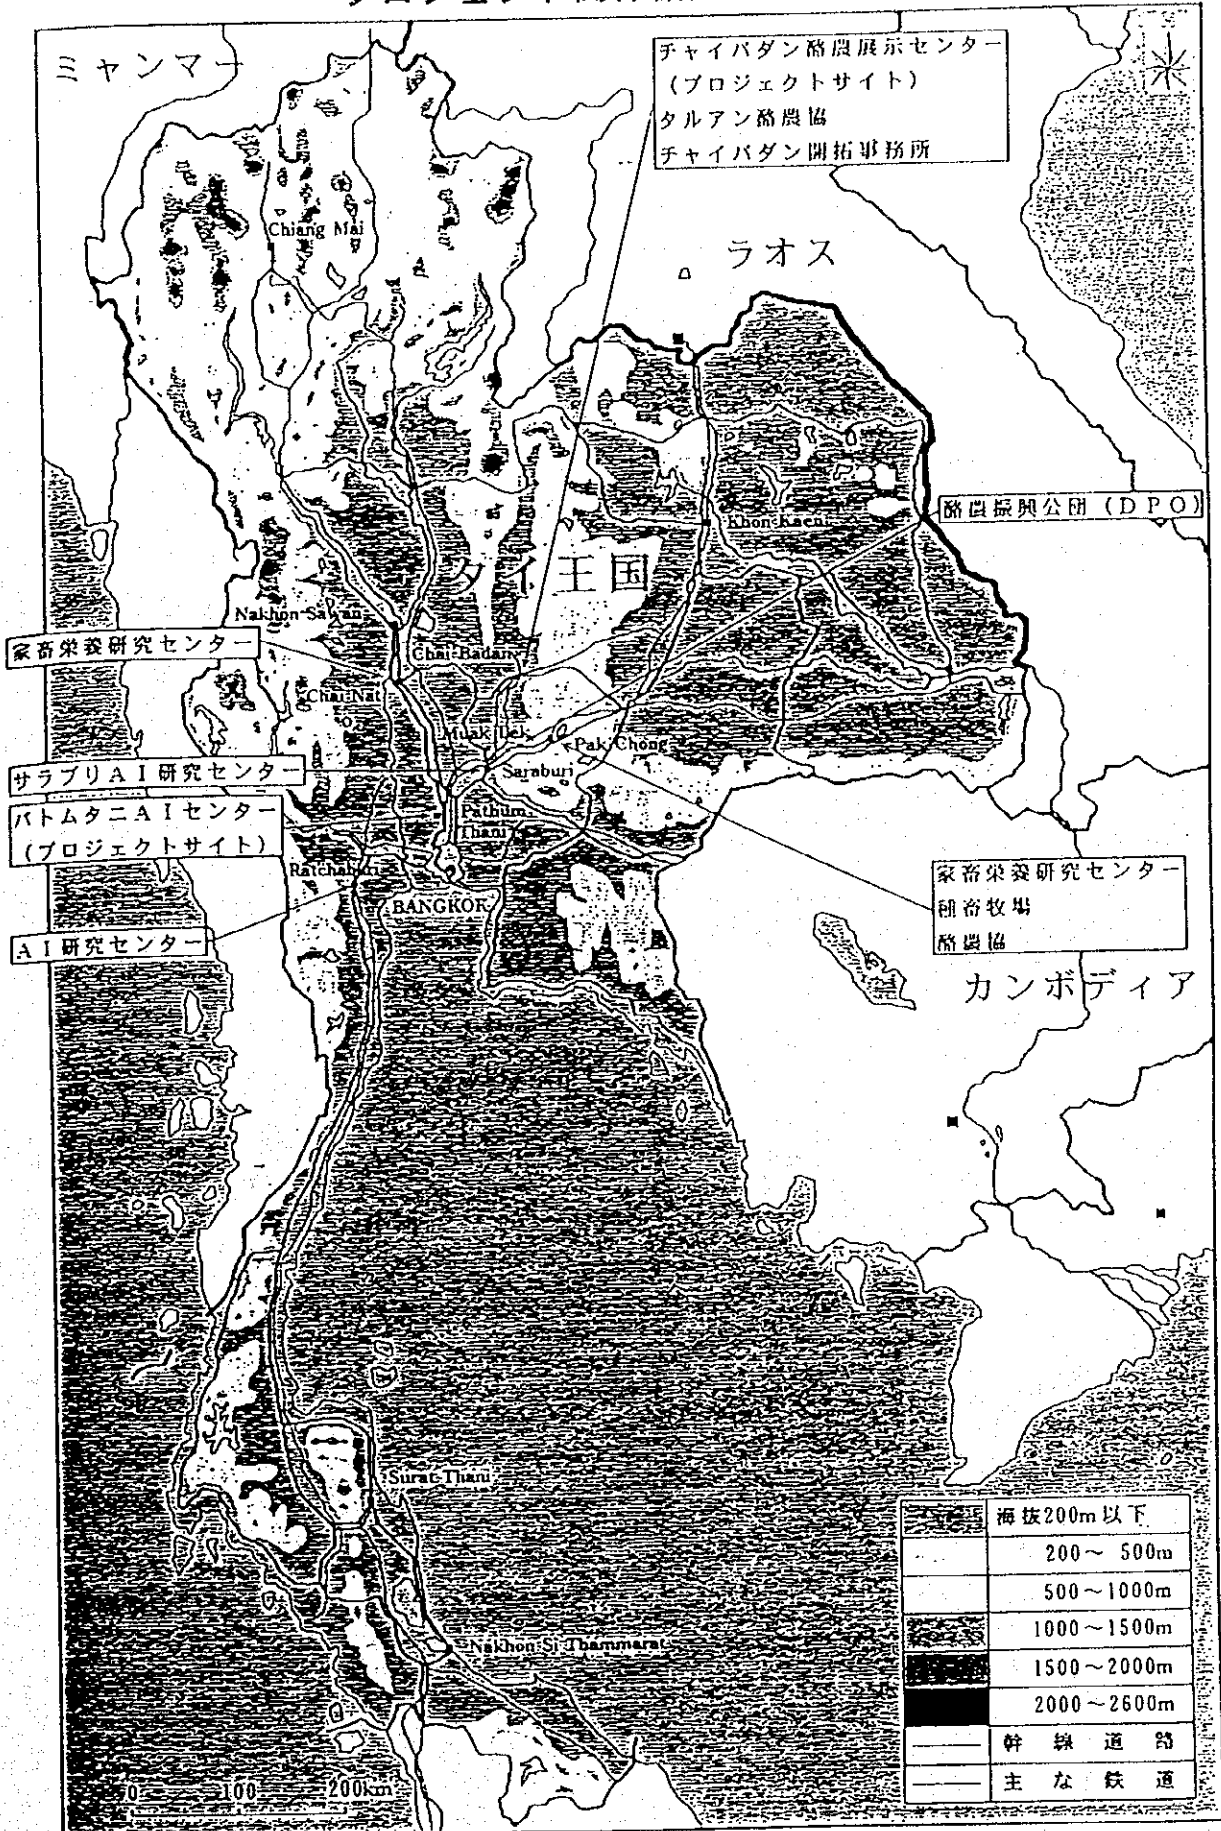 ミャンマー
チャイバダン酪農展示センター
(プロジェクトサイト)
タルアン酪農協
チャイバダン開拓事務所
Chiang Mai
ラオス
Khon Kaen
酪農振興公団 (DPO)
タイ王国
Nakhon Sawan
家畜栄養研究センター
Chai Badan
Chai Nat
Muak Lek
Pak Chong
サラブリAI研究センター
Saraburi
パトムタニAIセンター
(プロジェクトサイト)
Pathum
Thani
Ratchaburi
BANGKOK
家畜栄養研究センター
種畜牧場
酪農協
AI研究センター
カンボディア
Surat Thani
Nakhon Si Thammarat
海抜200m以下
200~ 500m
500~1000m
1000~1500m
1500~2000m
2000~2600m
幹線道路
主な鉄道
0 100 200km